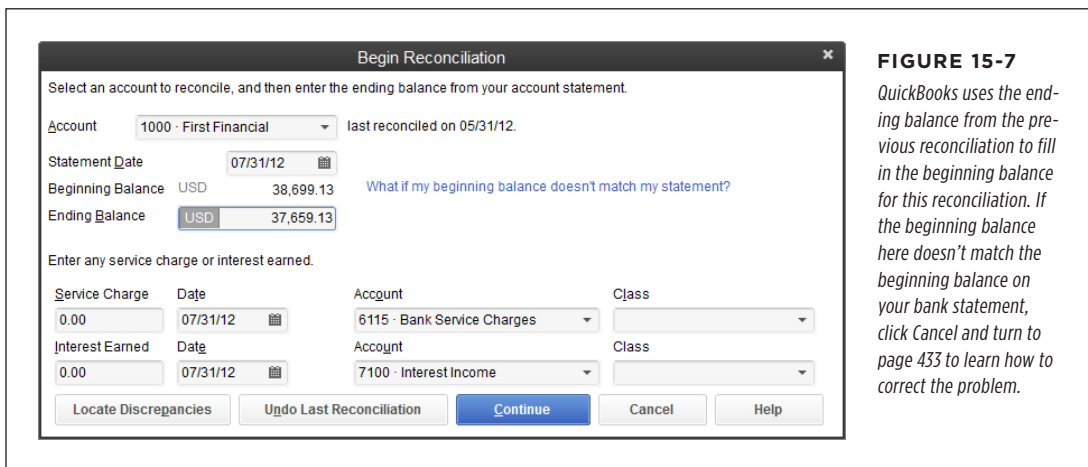 Begin Reconciliation ×
Select an account to reconcile, and then enter the ending balance from your account statement.
Account 1000 · First Financial last reconciled on 05/31/12.
Statement Date 07/31/12
Beginning Balance USD 38,699.13 What if my beginning balance doesn't match my statement?
Ending Balance USD 37,659.13
Enter any service charge or interest earned.
Service Charge Date Account Class
0.00 07/31/12 6115 · Bank Service Charges
Interest Earned Date Account Class
0.00 07/31/12 7100 · Interest Income
Locate Discrepancies Undo Last Reconciliation Continue Cancel Help
FIGURE 15-7
QuickBooks uses the end-
ing balance from the pre-
vious reconciliation to fill
in the beginning balance
for this reconciliation. If
the beginning balance
here doesn't match the
beginning balance on
your bank statement,
click Cancel and turn to
page 433 to learn how to
correct the problem.